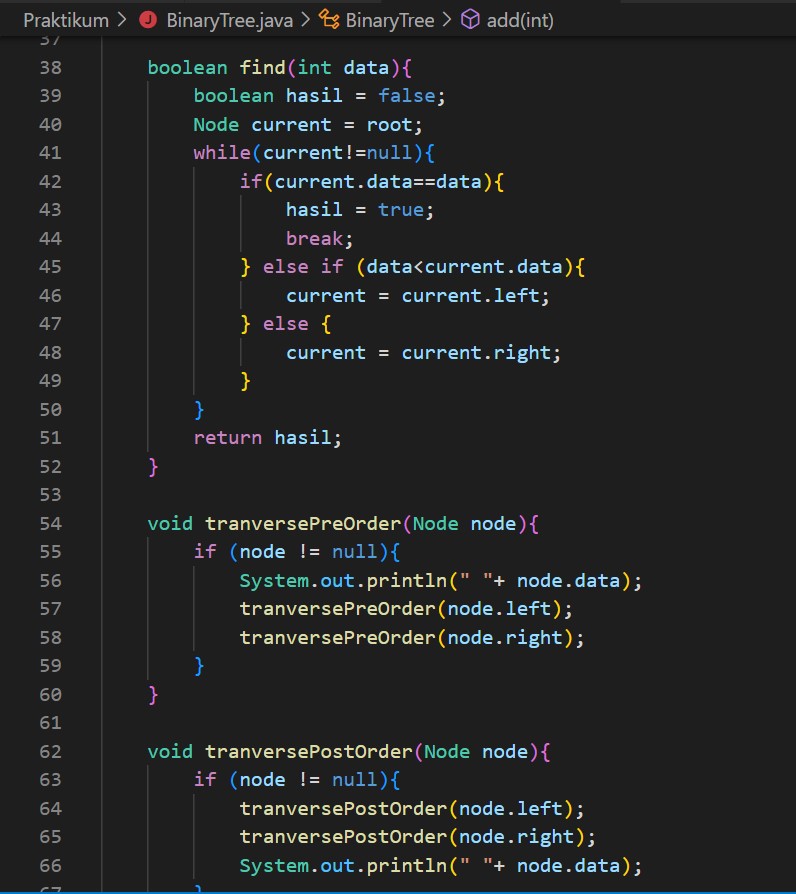 Praktikum > BinaryTree.java > BinaryTree > add(int)
37
38 boolean find(int data){
39 boolean hasil = false;
40 Node current = root;
41 while(current!=null){
42 if(current.data==data){
43 hasil = true;
44 break;
45 } else if (data<current.data){
46 current = current.left;
47 } else {
48 current = current.right;
49 }
50 }
51 return hasil;
52 }
53
54 void tranversePreOrder(Node node){
55 if (node != null){
56 System.out.println(" "+ node.data);
57 tranversePreOrder(node.left);
58 tranversePreOrder(node.right);
59 }
60 }
61
62 void tranversePostOrder(Node node){
63 if (node != null){
64 tranversePostOrder(node.left);
65 tranversePostOrder(node.right);
66 System.out.println(" "+ node.data);
67 }